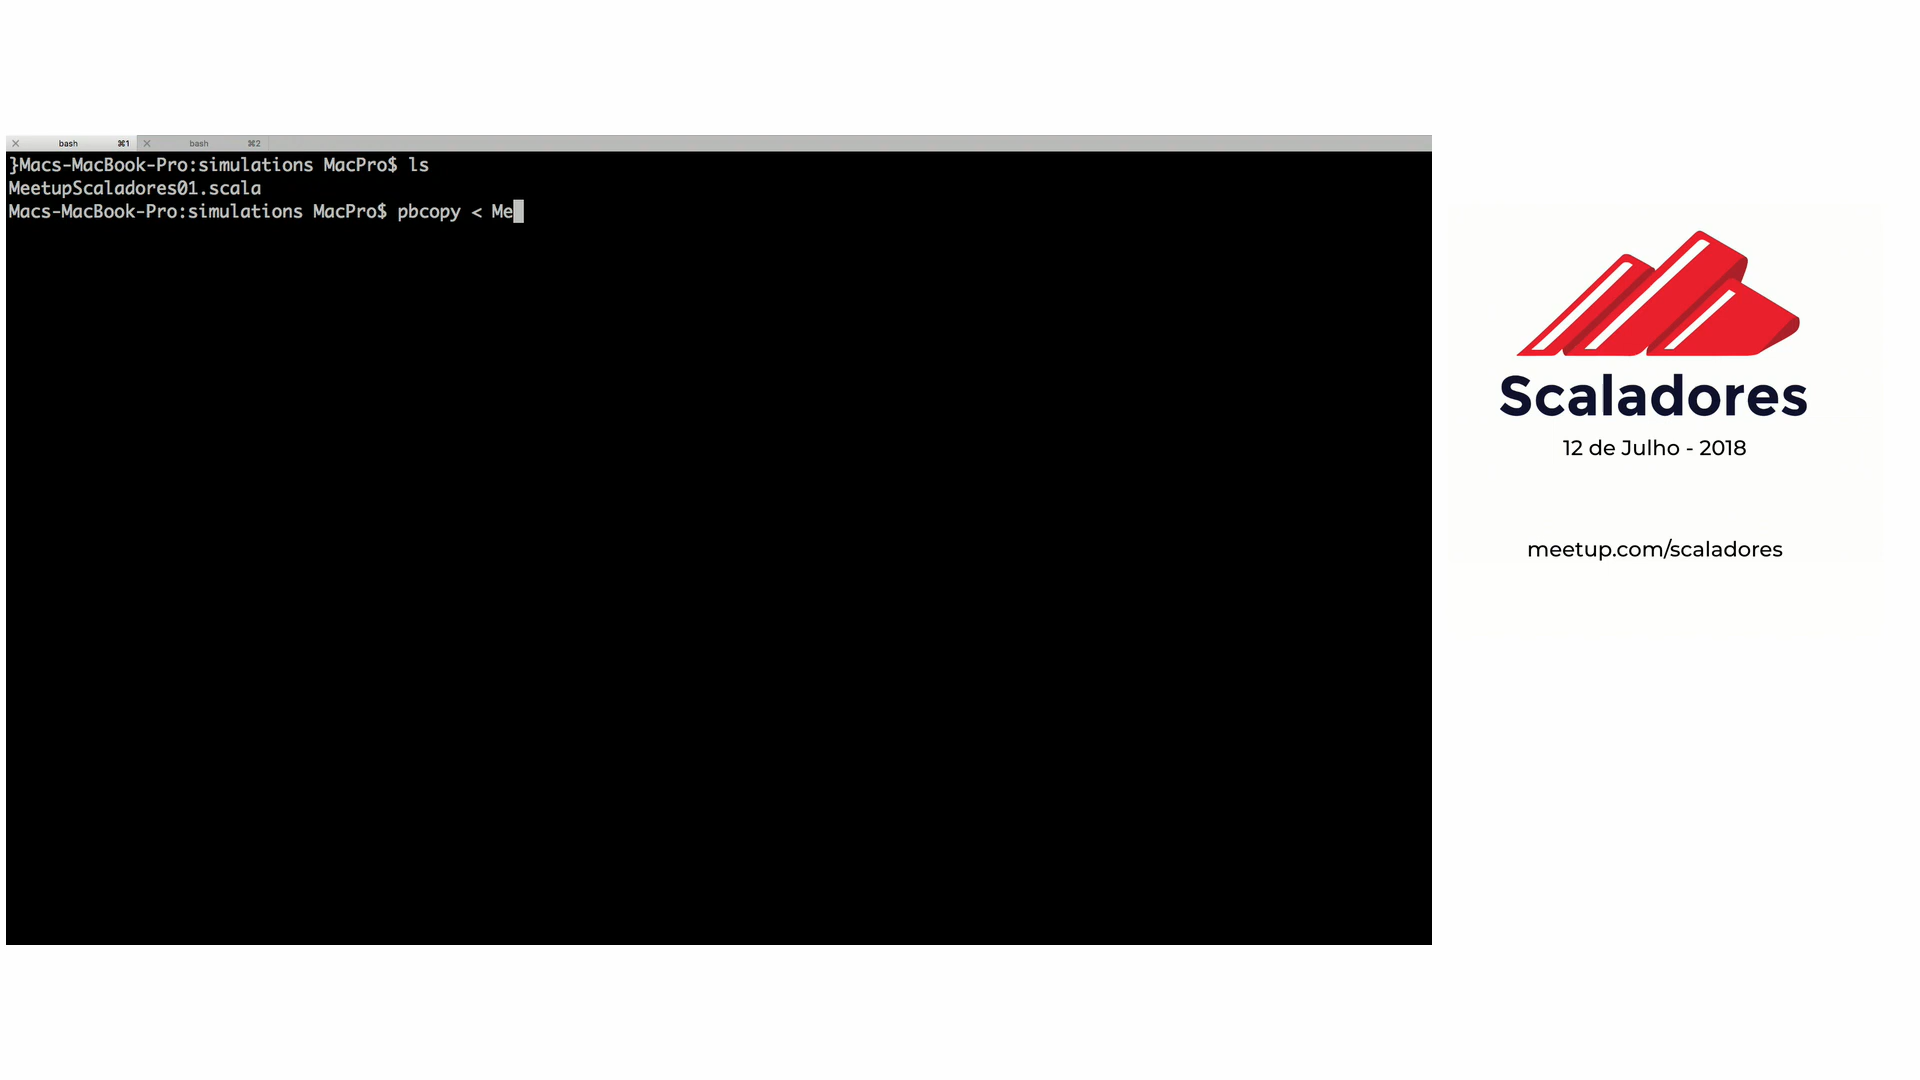 bash ⌘1 bash ⌘2
}Macs-MacBook-Pro:simulations MacPro$ ls
MeetupScaladores01.scala
Macs-MacBook-Pro:simulations MacPro$ pbcopy < Me
Scaladores
12 de Julho - 2018
meetup.com/scaladores